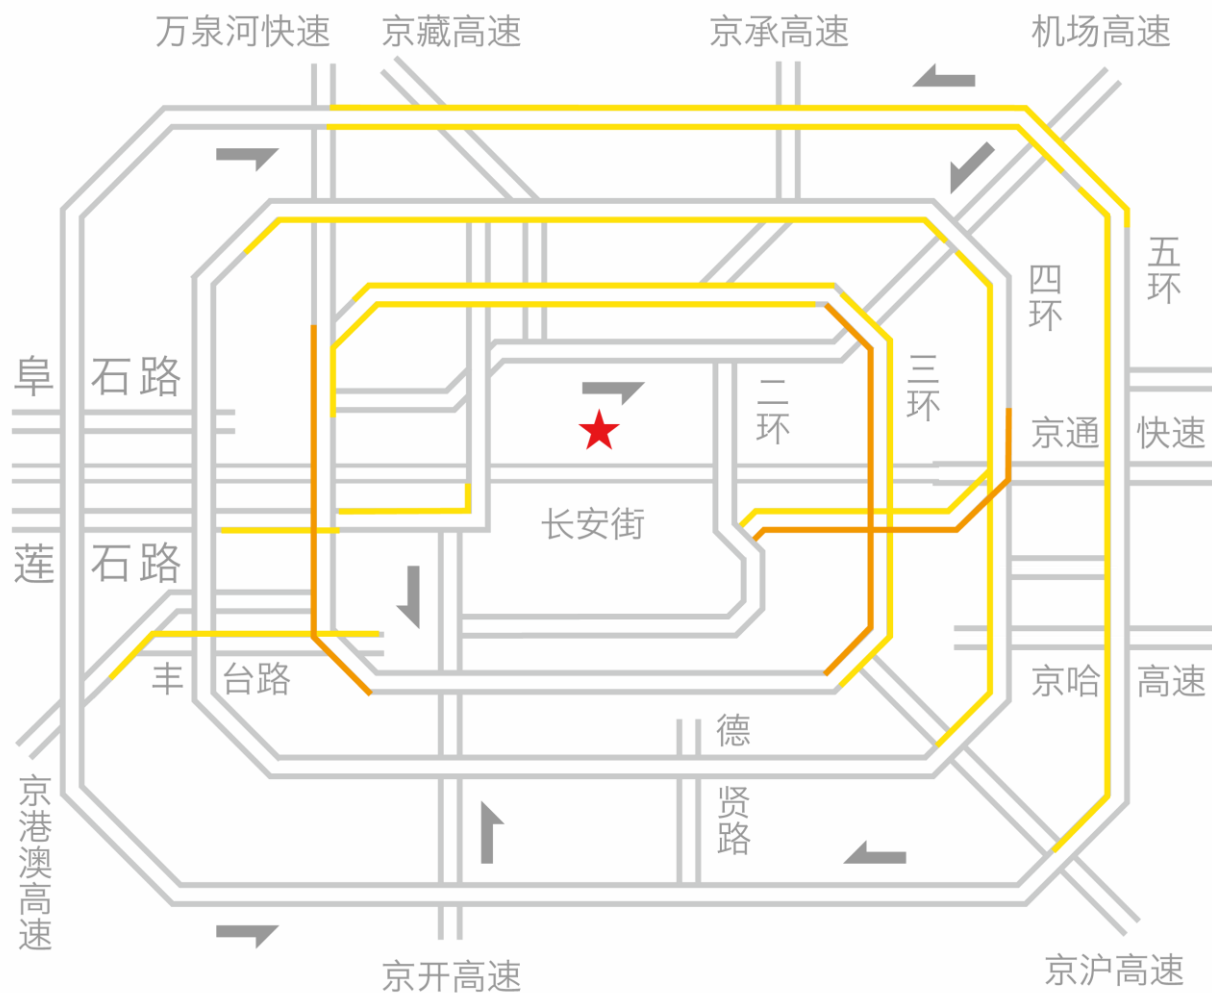 万泉河快速 京藏高速 京承高速 机场高速
五环
四环
三环
二环
阜石路
京通快速
长安街
莲石路
丰台路
京哈高速
德贤路
京港澳高速
京开高速
京沪高速